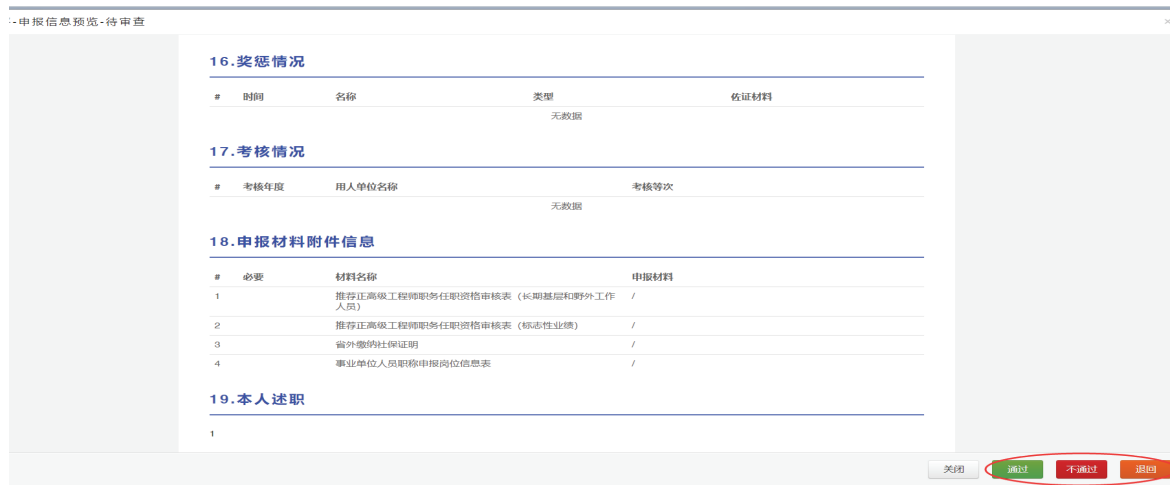 -申报信息预览-待审查
×
16.奖惩情况
# 时间 名称 类型 佐证材料
无数据
17.考核情况
# 考核年度 用人单位名称 考核等次
无数据
18.申报材料附件信息
# 必要 材料名称 申报材料
1 推荐正高级工程师职务任职资格审核表（长期基层和野外工作 /
人员）
2 推荐正高级工程师职务任职资格审核表（标志性业绩） /
3 省外缴纳社保证明 /
4 事业单位人员职称申报岗位信息表 /
19.本人述职
1
关闭 通过 不通过 退回